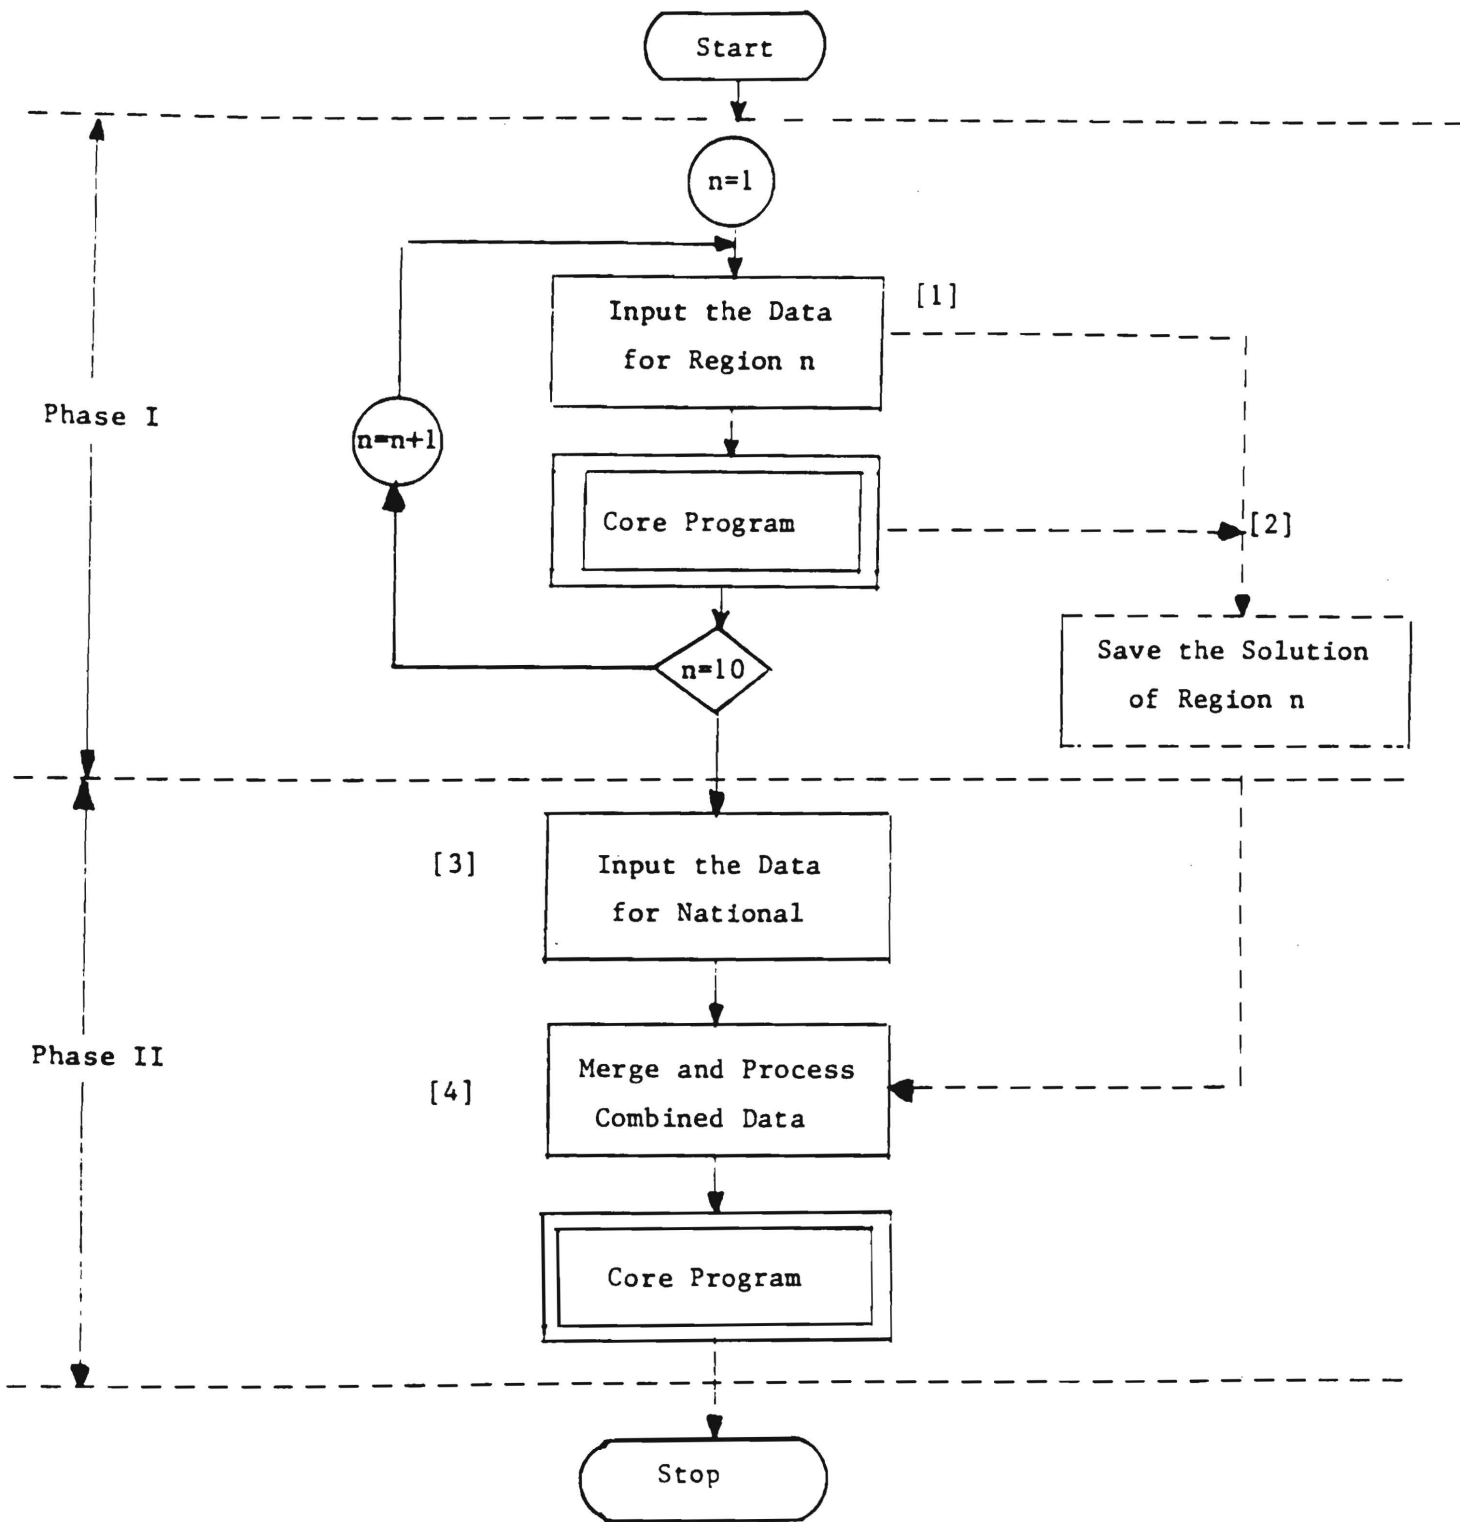 Start
n=1
[1]
Input the Data
for Region n
Phase I
n=n+1
Core Program
[2]
n=10
Save the Solution
of Region n
[3]
Input the Data
for National
Phase II
[4]
Merge and Process
Combined Data
Core Program
Stop